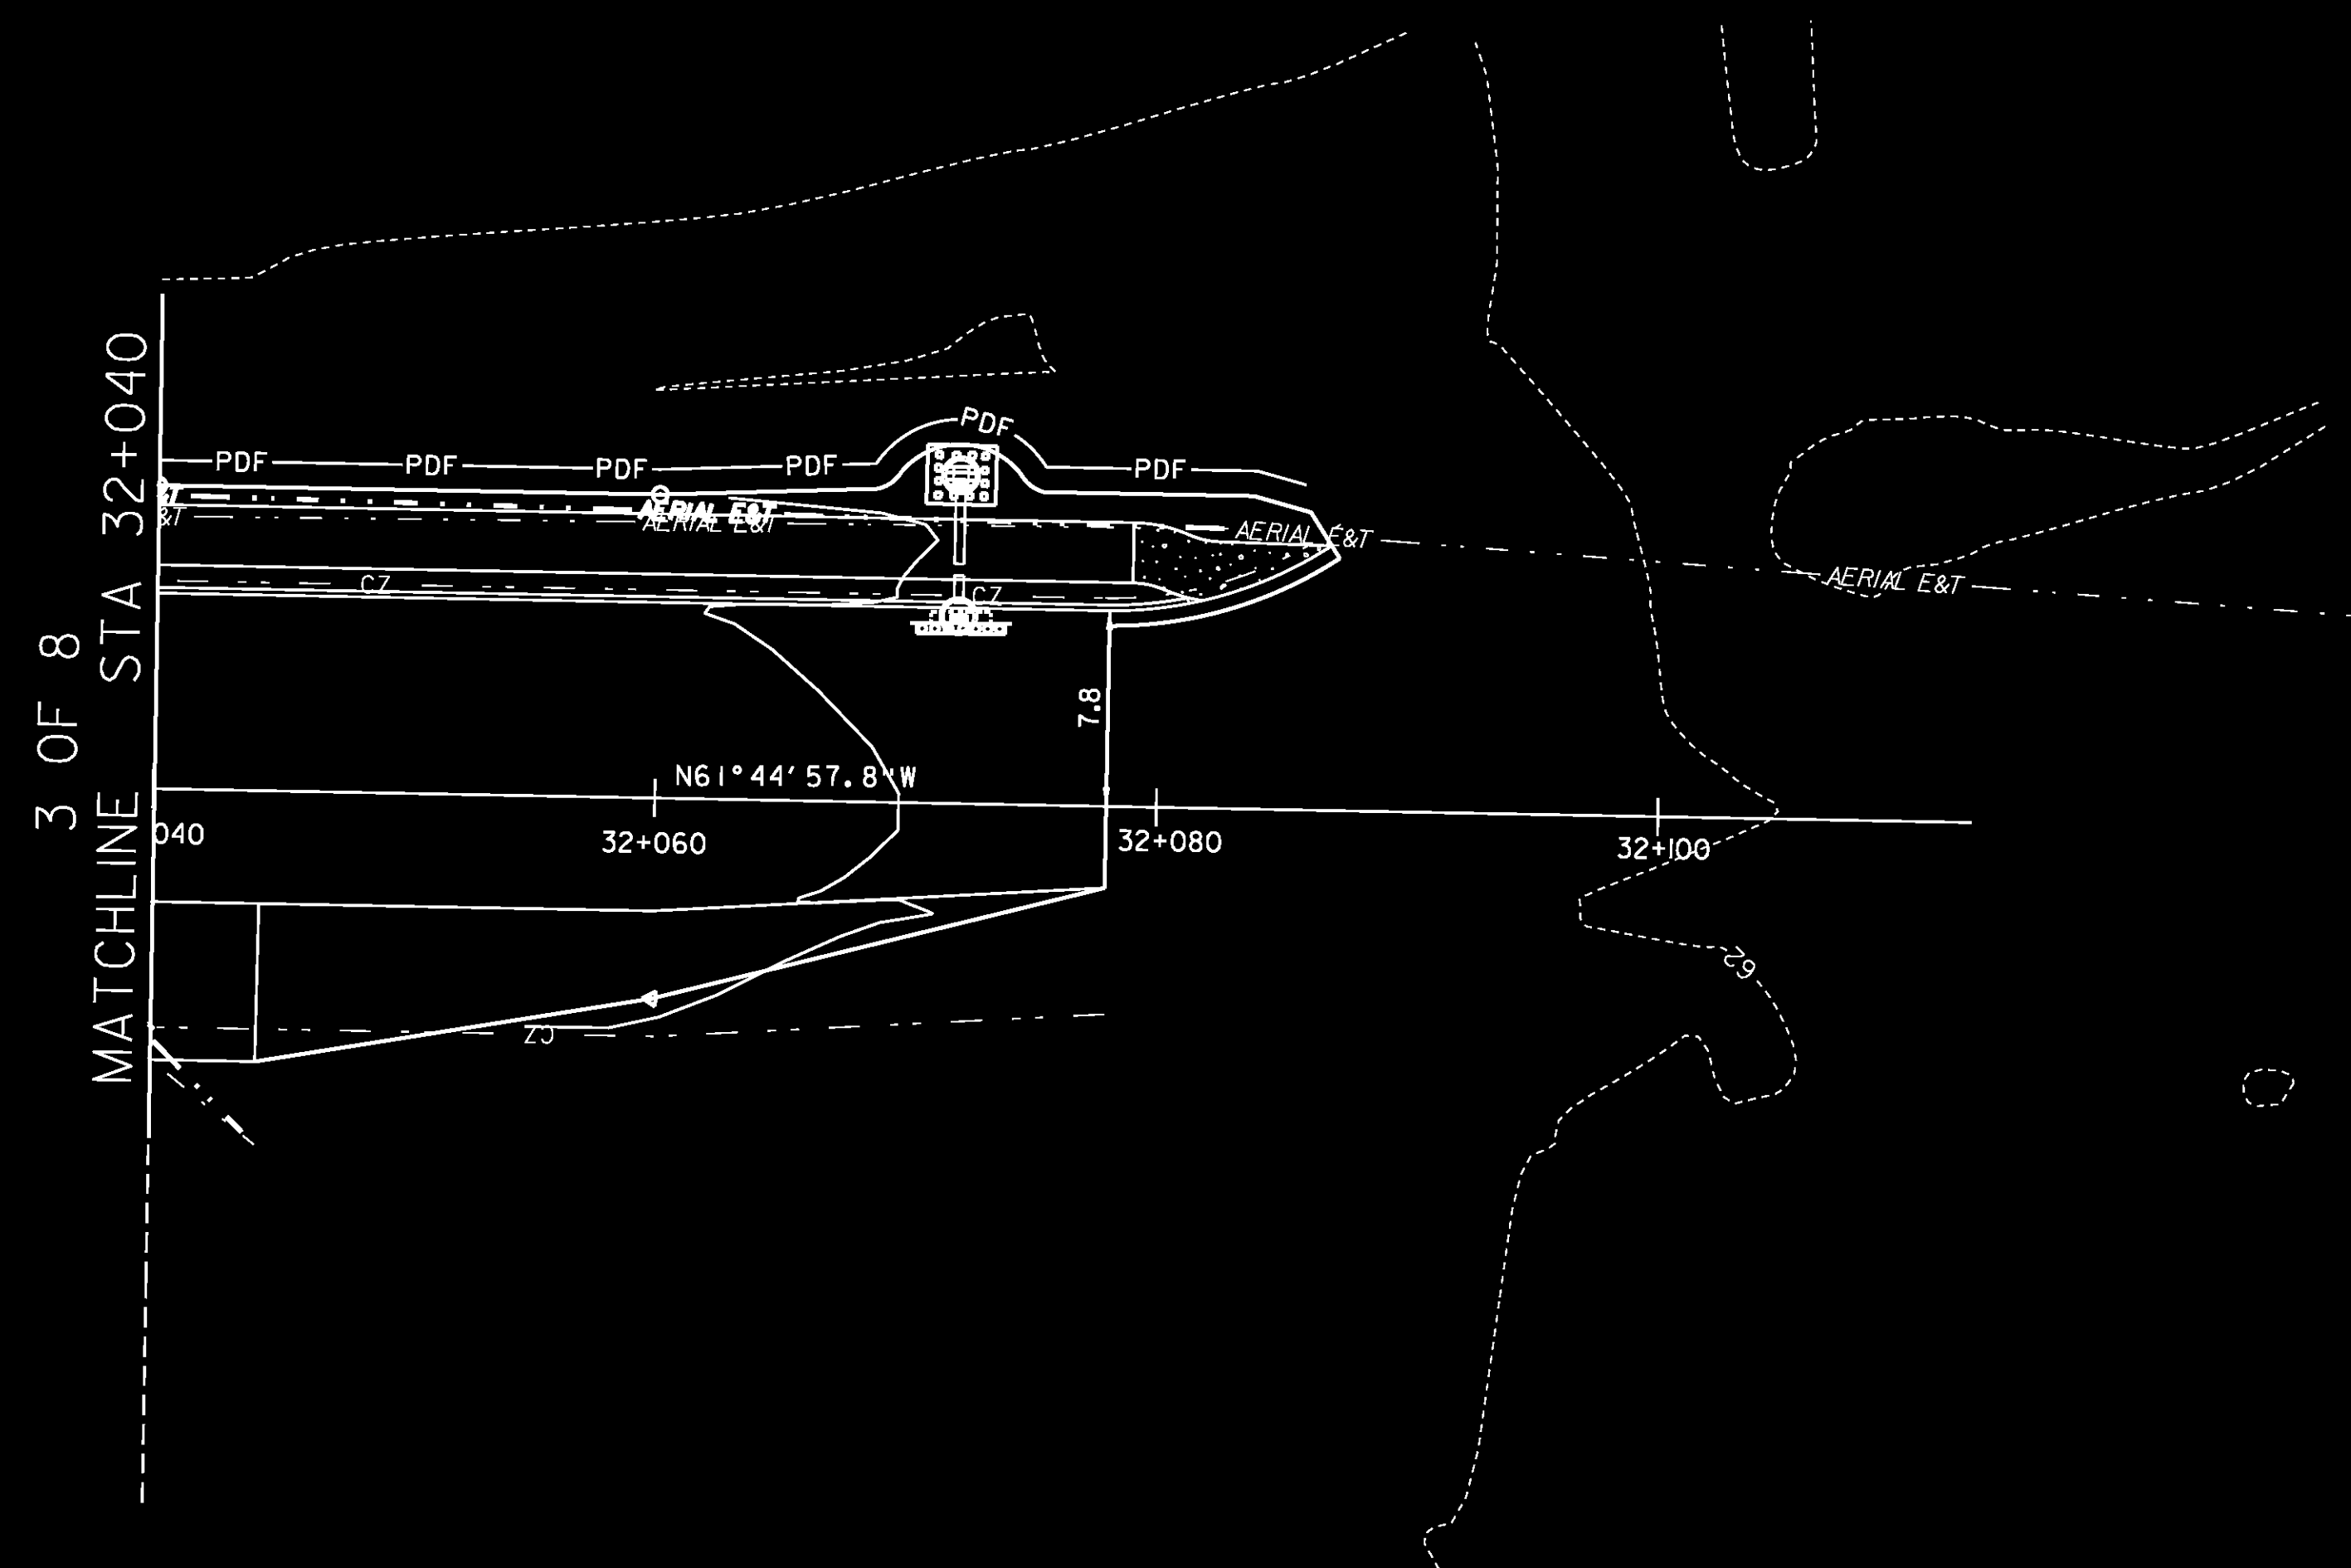 3 OF 8
MATCHLINE STA 32+040
PDF
PDF PDF PDF PDF PDF
AERIAL E&T
&T AERIAL E&T AERIAL E&T
AERIAL E&T
CZ CZ
7.8
N61°44'57.8"W
040 32+060 32+080 32+100
62
CZ